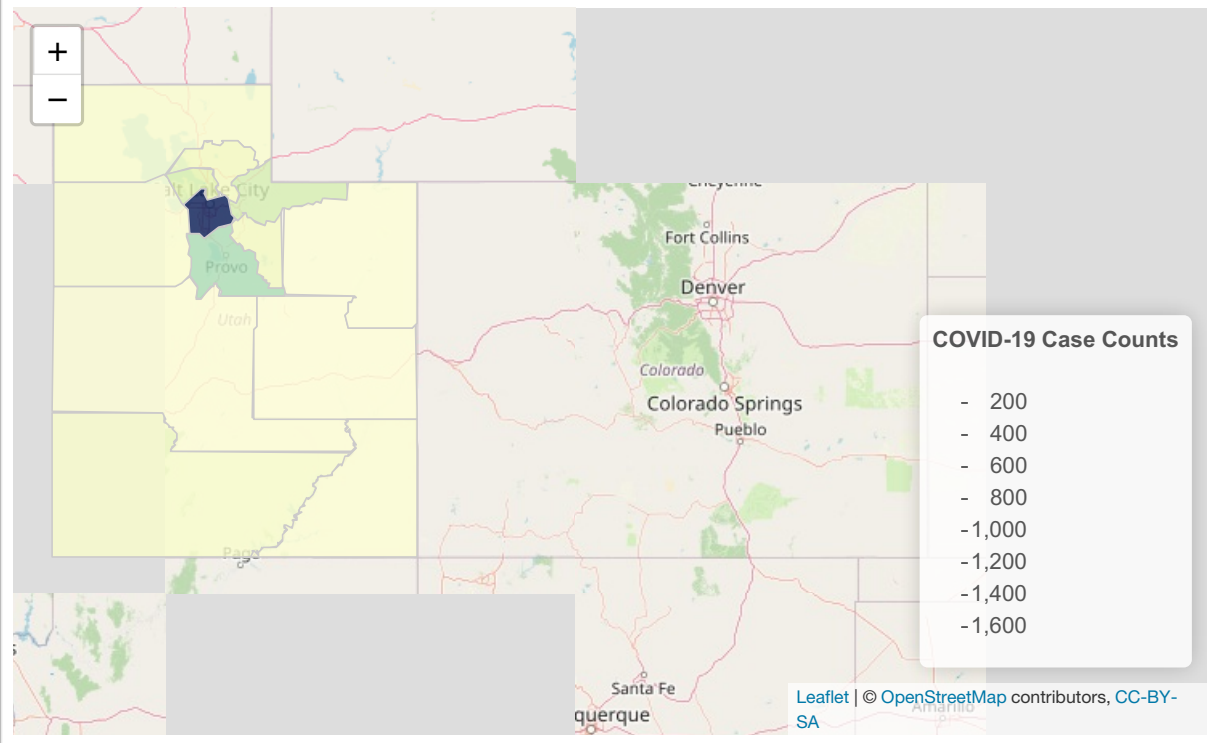 +
−
alt Lake City
Provo
Utah
Page
Cheyenne
Fort Collins
Denver
Colorado
Colorado Springs
Pueblo
Santa Fe
querque
Amarillo
COVID-19 Case Counts
- 200
- 400
- 600
- 800
-1,000
-1,200
-1,400
-1,600
Leaflet | © OpenStreetMap contributors, CC-BY-
SA